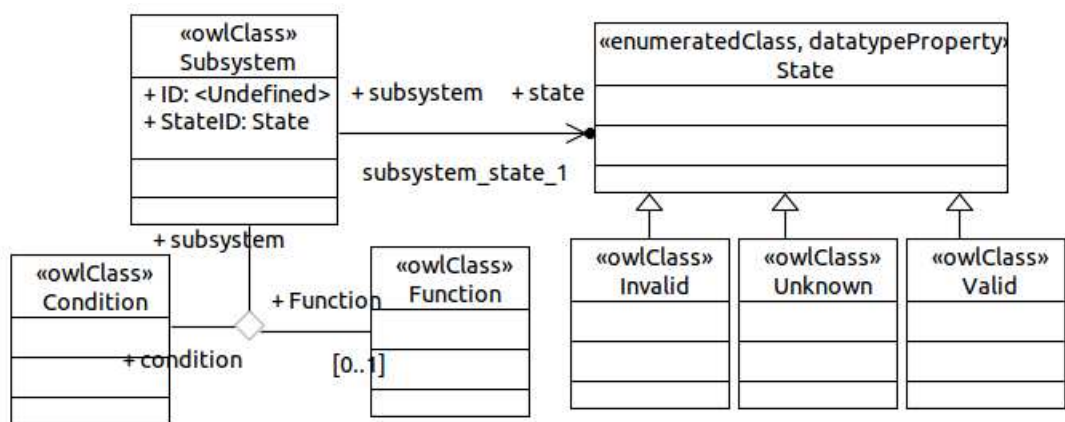 «owlClass»
Subsystem
+ ID: <Undefined>
+ StateID: State
+ subsystem
+ state
subsystem_state_1
«enumeratedClass, datatypeProperty»
State
+ subsystem
«owlClass»
Condition
+ condition
+ Function
[0..1]
«owlClass»
Function
«owlClass»
Invalid
«owlClass»
Unknown
«owlClass»
Valid